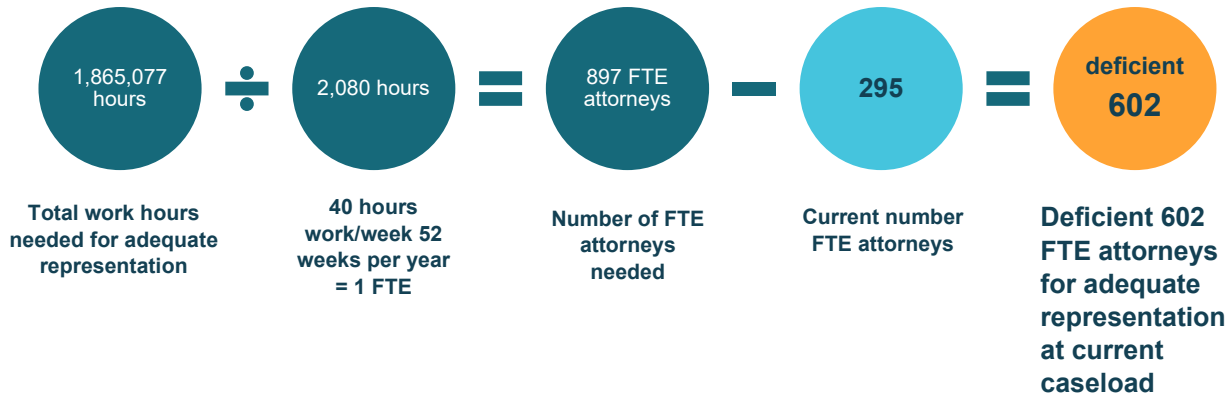 1,865,077
hours
2,080 hours
897 FTE
attorneys
295
deficient
602
Total work hours
needed for adequate
representation
40 hours
work/week 52
weeks per year
= 1 FTE
Number of FTE
attorneys
needed
Current number
FTE attorneys
Deficient 602
FTE attorneys
for adequate
representation
at current
caseload